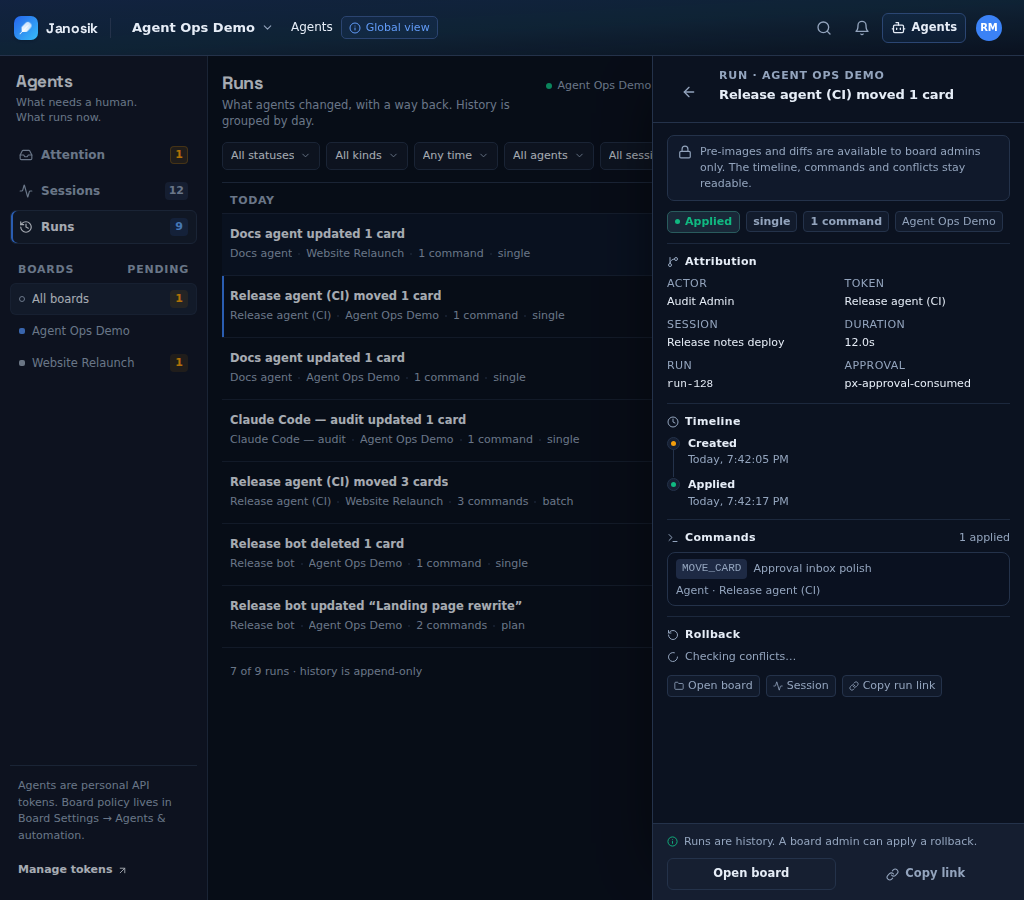 Janosik
Agent Ops Demo
Agents
Global view
Agents
RM
Agents
What needs a human.
What runs now.
Attention
1
Sessions
12
Runs
9
BOARDS
PENDING
All boards
1
Agent Ops Demo
Website Relaunch
1
Agents are personal API
tokens. Board policy lives in
Board Settings → Agents &
automation.
Manage tokens
Runs
Agent Ops Demo
What agents changed, with a way back. History is
grouped by day.
All statuses
All kinds
Any time
All agents
All sessi
TODAY
Docs agent updated 1 card
Docs agent · Website Relaunch · 1 command · single
Release agent (CI) moved 1 card
Release agent (CI) · Agent Ops Demo · 1 command · single
Docs agent updated 1 card
Docs agent · Agent Ops Demo · 1 command · single
Claude Code — audit updated 1 card
Claude Code — audit · Agent Ops Demo · 1 command · single
Release agent (CI) moved 3 cards
Release agent (CI) · Website Relaunch · 3 commands · batch
Release bot deleted 1 card
Release bot · Agent Ops Demo · 1 command · single
Release bot updated “Landing page rewrite”
Release bot · Agent Ops Demo · 2 commands · plan
7 of 9 runs · history is append-only
RUN · AGENT OPS DEMO
Release agent (CI) moved 1 card
Pre-images and diffs are available to board admins
only. The timeline, commands and conflicts stay
readable.
Applied
single
1 command
Agent Ops Demo
Attribution
ACTOR
TOKEN
Audit Admin
Release agent (CI)
SESSION
DURATION
Release notes deploy
12.0s
RUN
APPROVAL
run-128
px-approval-consumed
Timeline
Created
Today, 7:42:05 PM
Applied
Today, 7:42:17 PM
Commands
1 applied
MOVE_CARD Approval inbox polish
Agent · Release agent (CI)
Rollback
Checking conflicts…
Open board
Session
Copy run link
Runs are history. A board admin can apply a rollback.
Open board
Copy link